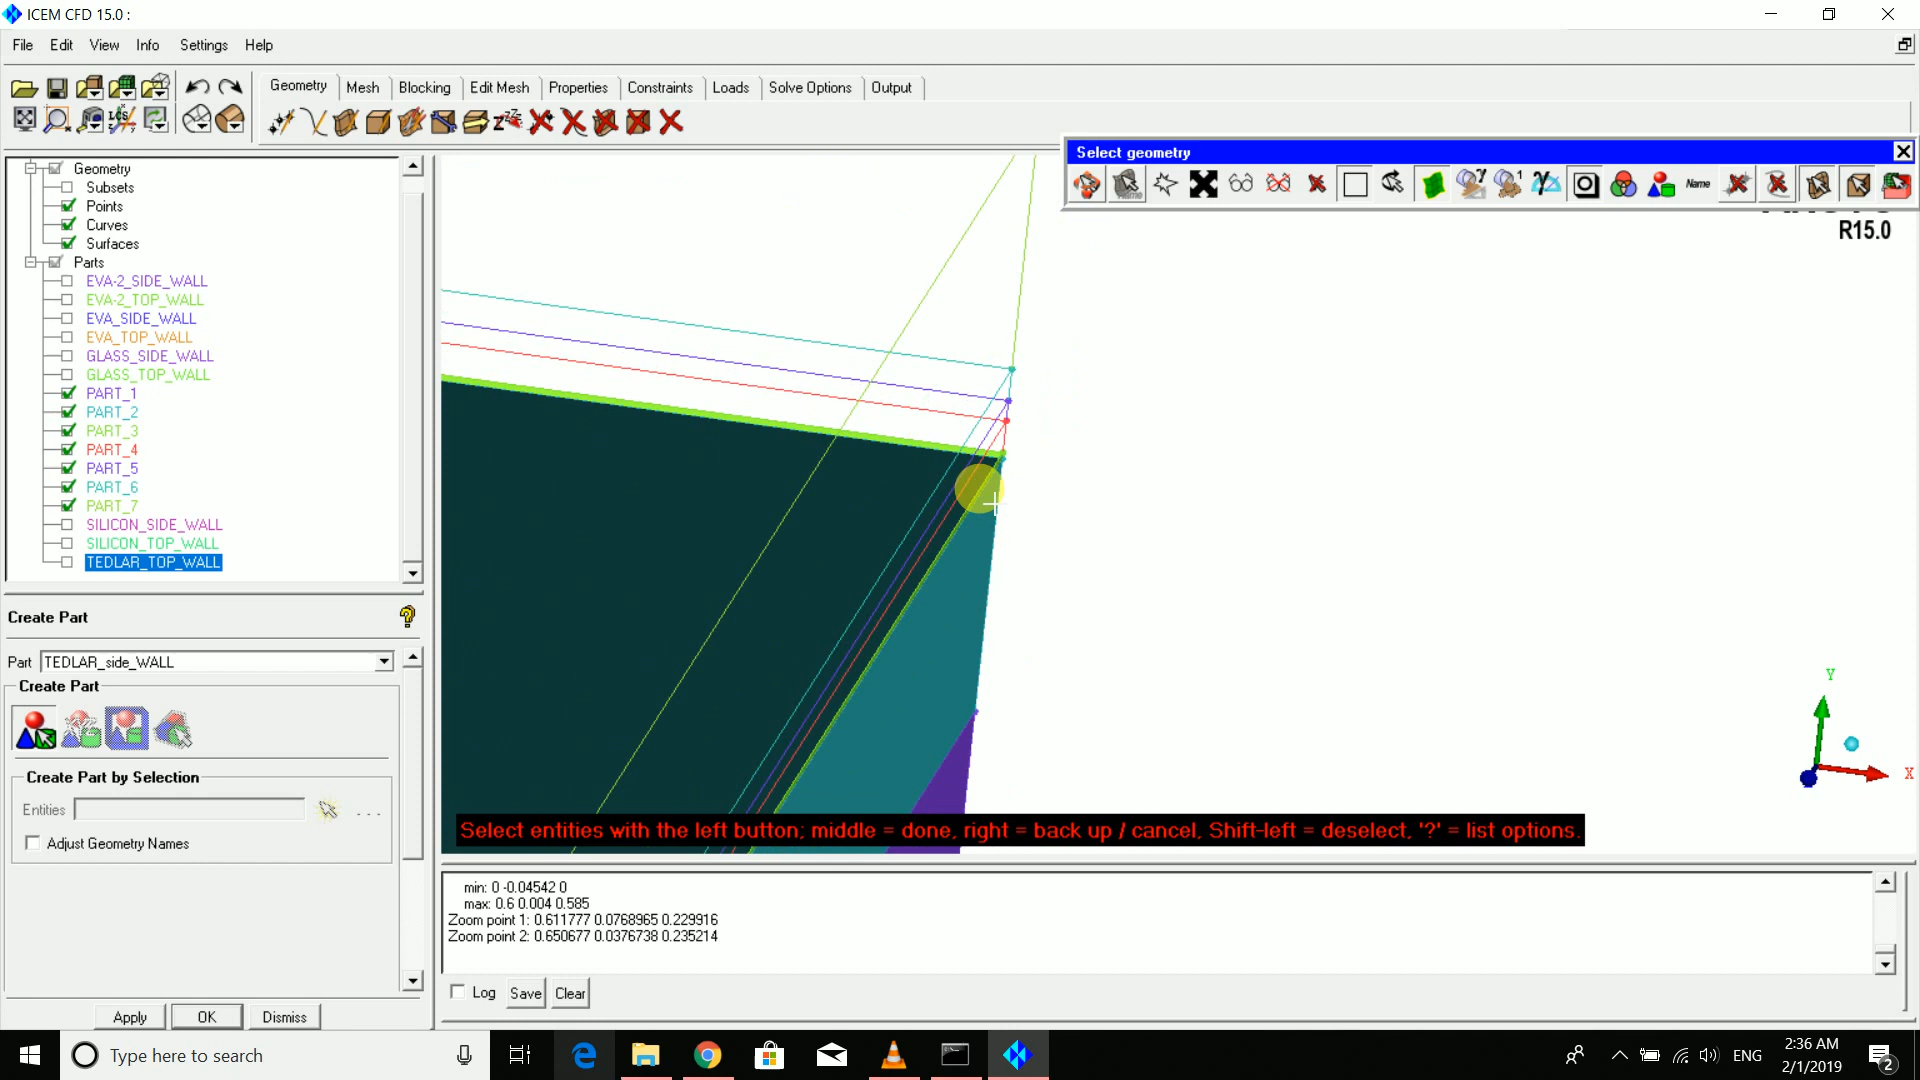 ICEM CFD 15.0 :
File Edit View Info Settings Help
Geometry Mesh Blocking Edit Mesh Properties Constraints Loads Solve Options Output
Select geometry
Name
R15.0
Geometry
Subsets
Points
Curves
Surfaces
Parts
EVA-2_SIDE_WALL
EVA-2_TOP_WALL
EVA_SIDE_WALL
EVA_TOP_WALL
GLASS_SIDE_WALL
GLASS_TOP_WALL
PART_1
PART_2
PART_3
PART_4
PART_5
PART_6
PART_7
SILICON_SIDE_WALL
SILICON_TOP_WALL
TEDLAR_TOP_WALL
Create Part
Part TEDLAR_side_WALL
Create Part
Create Part by Selection
Entities
Adjust Geometry Names
Apply OK Dismiss
Y
X
Select entities with the left button; middle = done, right = back up / cancel, Shift-left = deselect, '?' = list options.
min: 0 -0.04542 0
max: 0.6 0.004 0.585
Zoom point 1: 0.611777 0.0768965 0.229916
Zoom point 2: 0.650677 0.0376738 0.235214
Log Save Clear
Type here to search
ENG
2:36 AM
2/1/2019
2